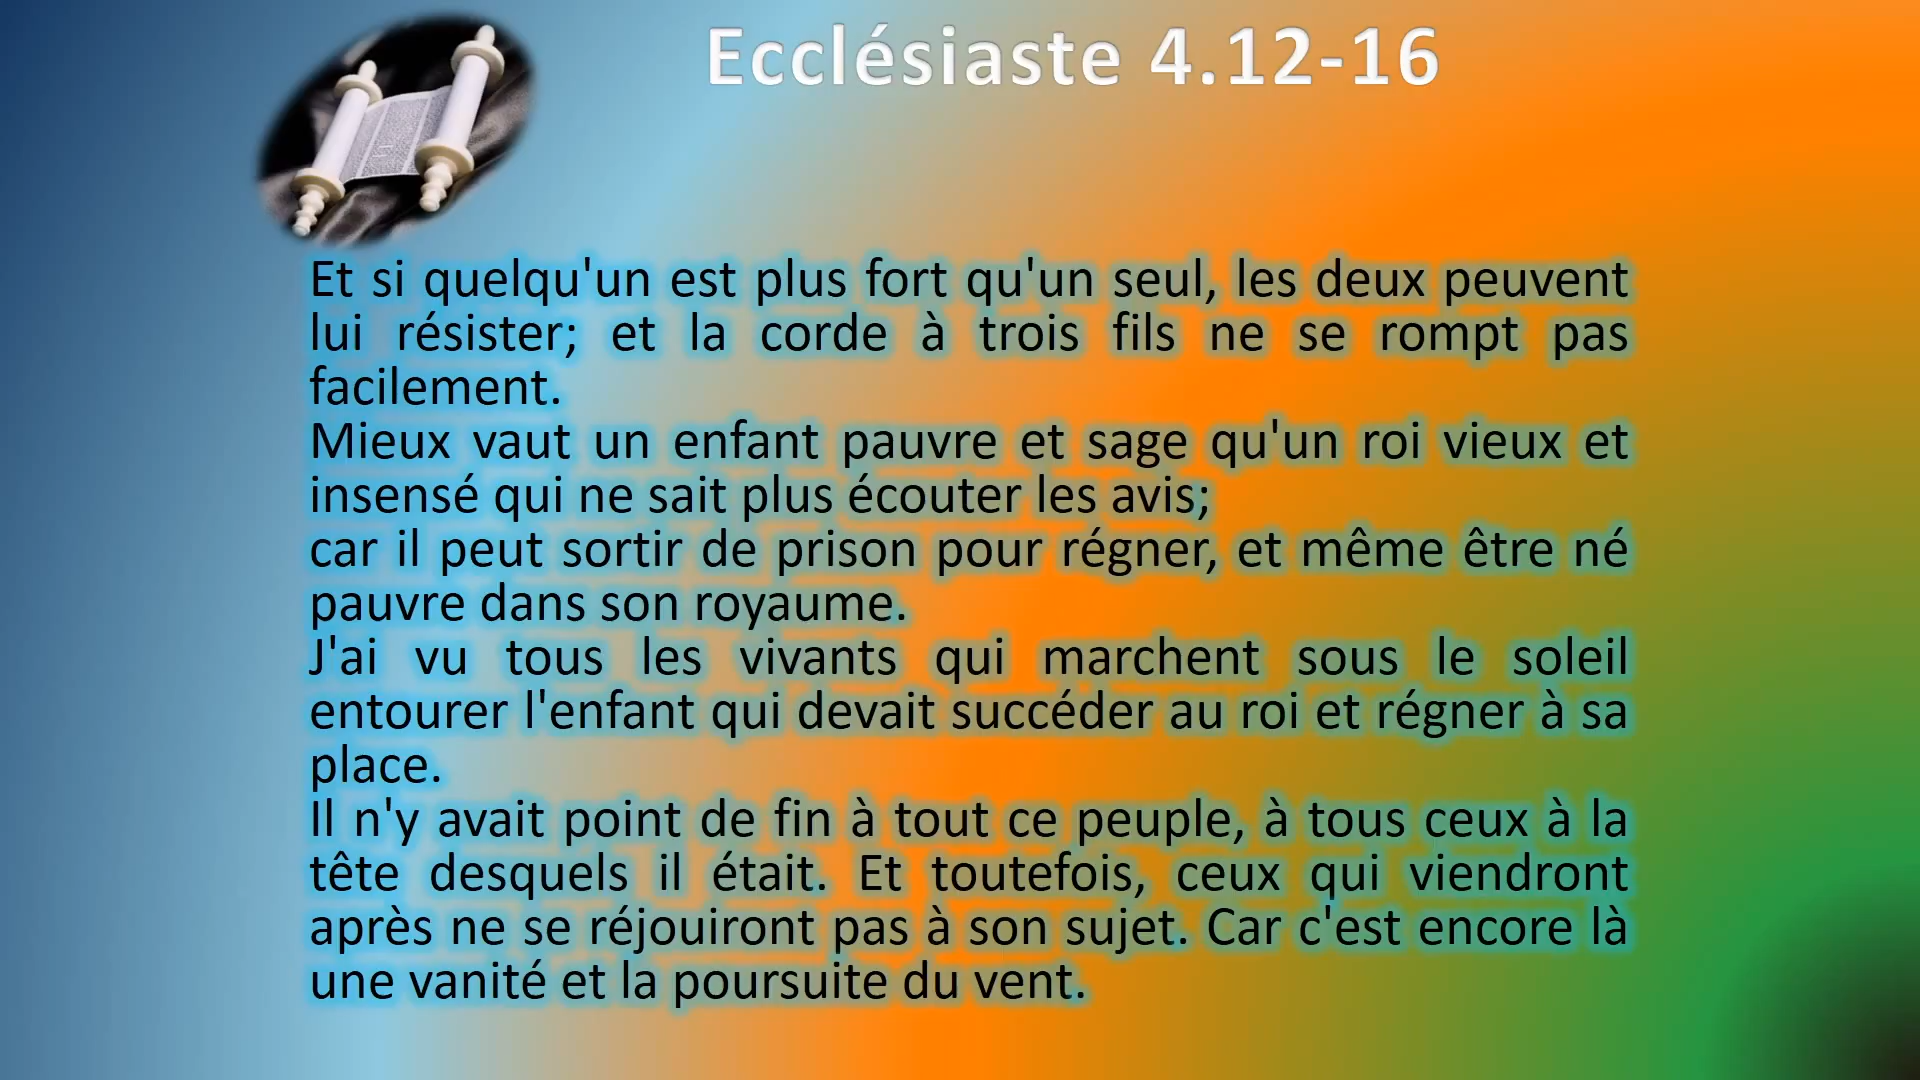 Ecclésiaste 4.12-16
Et si quelqu'un est plus fort qu'un seul, les deux peuvent
lui résister; et la corde à trois fils ne se rompt pas
facilement.
Mieux vaut un enfant pauvre et sage qu'un roi vieux et
insensé qui ne sait plus écouter les avis;
car il peut sortir de prison pour régner, et même être né
pauvre dans son royaume.
J'ai vu tous les vivants qui marchent sous le soleil
entourer l'enfant qui devait succéder au roi et régner à sa
place.
Il n'y avait point de fin à tout ce peuple, à tous ceux à la
tête desquels il était. Et toutefois, ceux qui viendront
après ne se réjouiront pas à son sujet. Car c'est encore là
une vanité et la poursuite du vent.